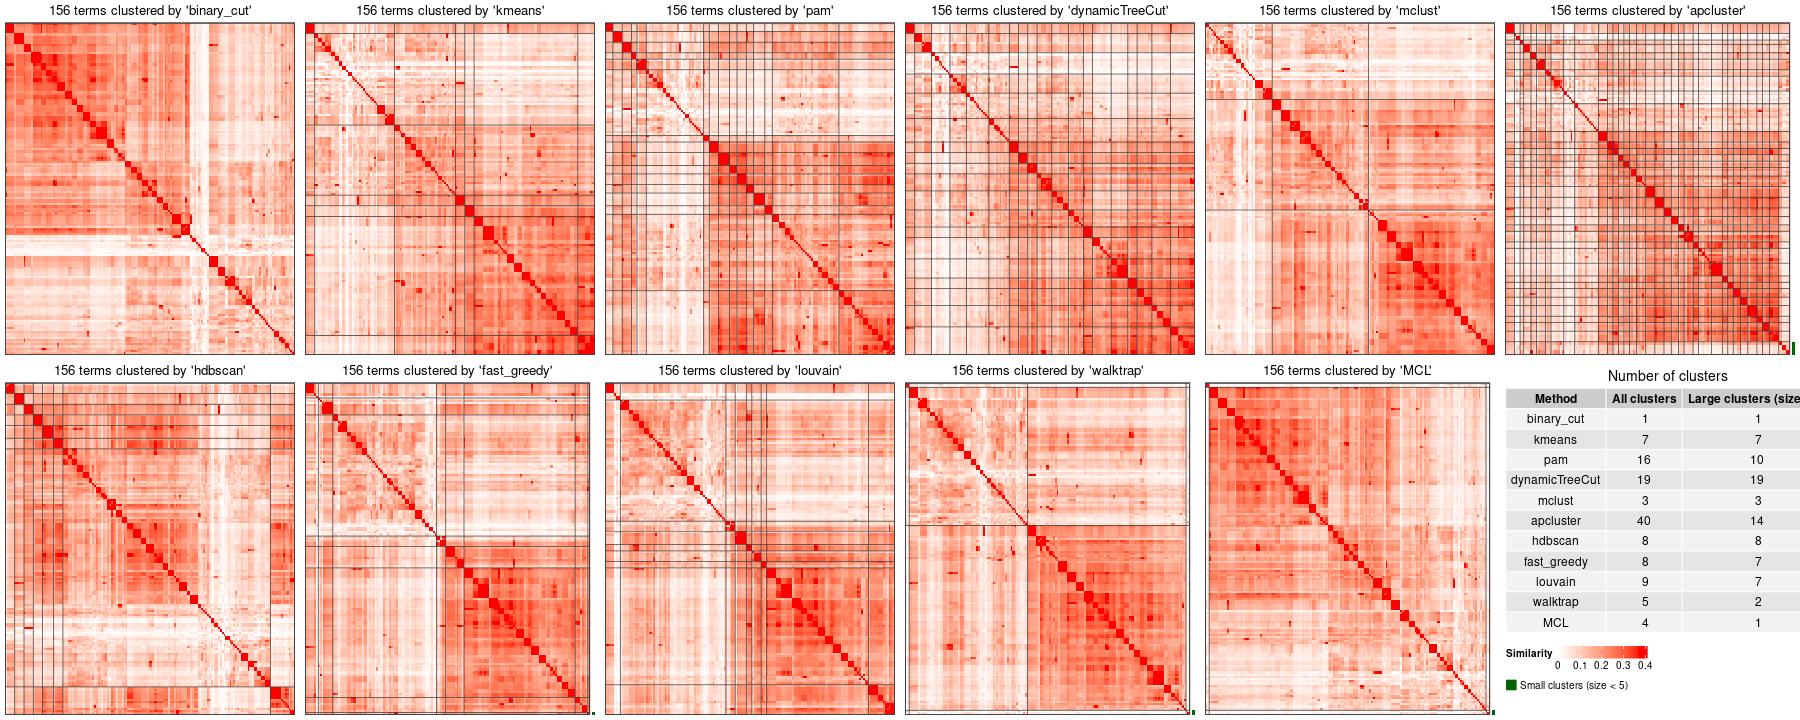 156 terms clustered by 'binary_cut'
156 terms clustered by 'kmeans'
156 terms clustered by 'pam'
156 terms clustered by 'dynamicTreeCut'
156 terms clustered by 'mclust'
156 terms clustered by 'apcluster'
156 terms clustered by 'hdbscan'
156 terms clustered by 'fast_greedy'
156 terms clustered by 'louvain'
156 terms clustered by 'walktrap'
156 terms clustered by 'MCL'
Number of clusters
Method All clusters Large clusters (size
binary_cut 1 1
kmeans 7 7
pam 16 10
dynamicTreeCut 19 19
mclust 3 3
apcluster 40 14
hdbscan 8 8
fast_greedy 8 7
louvain 9 7
walktrap 5 2
MCL 4 1
Similarity
0 0.1 0.2 0.3 0.4
Small clusters (size < 5)